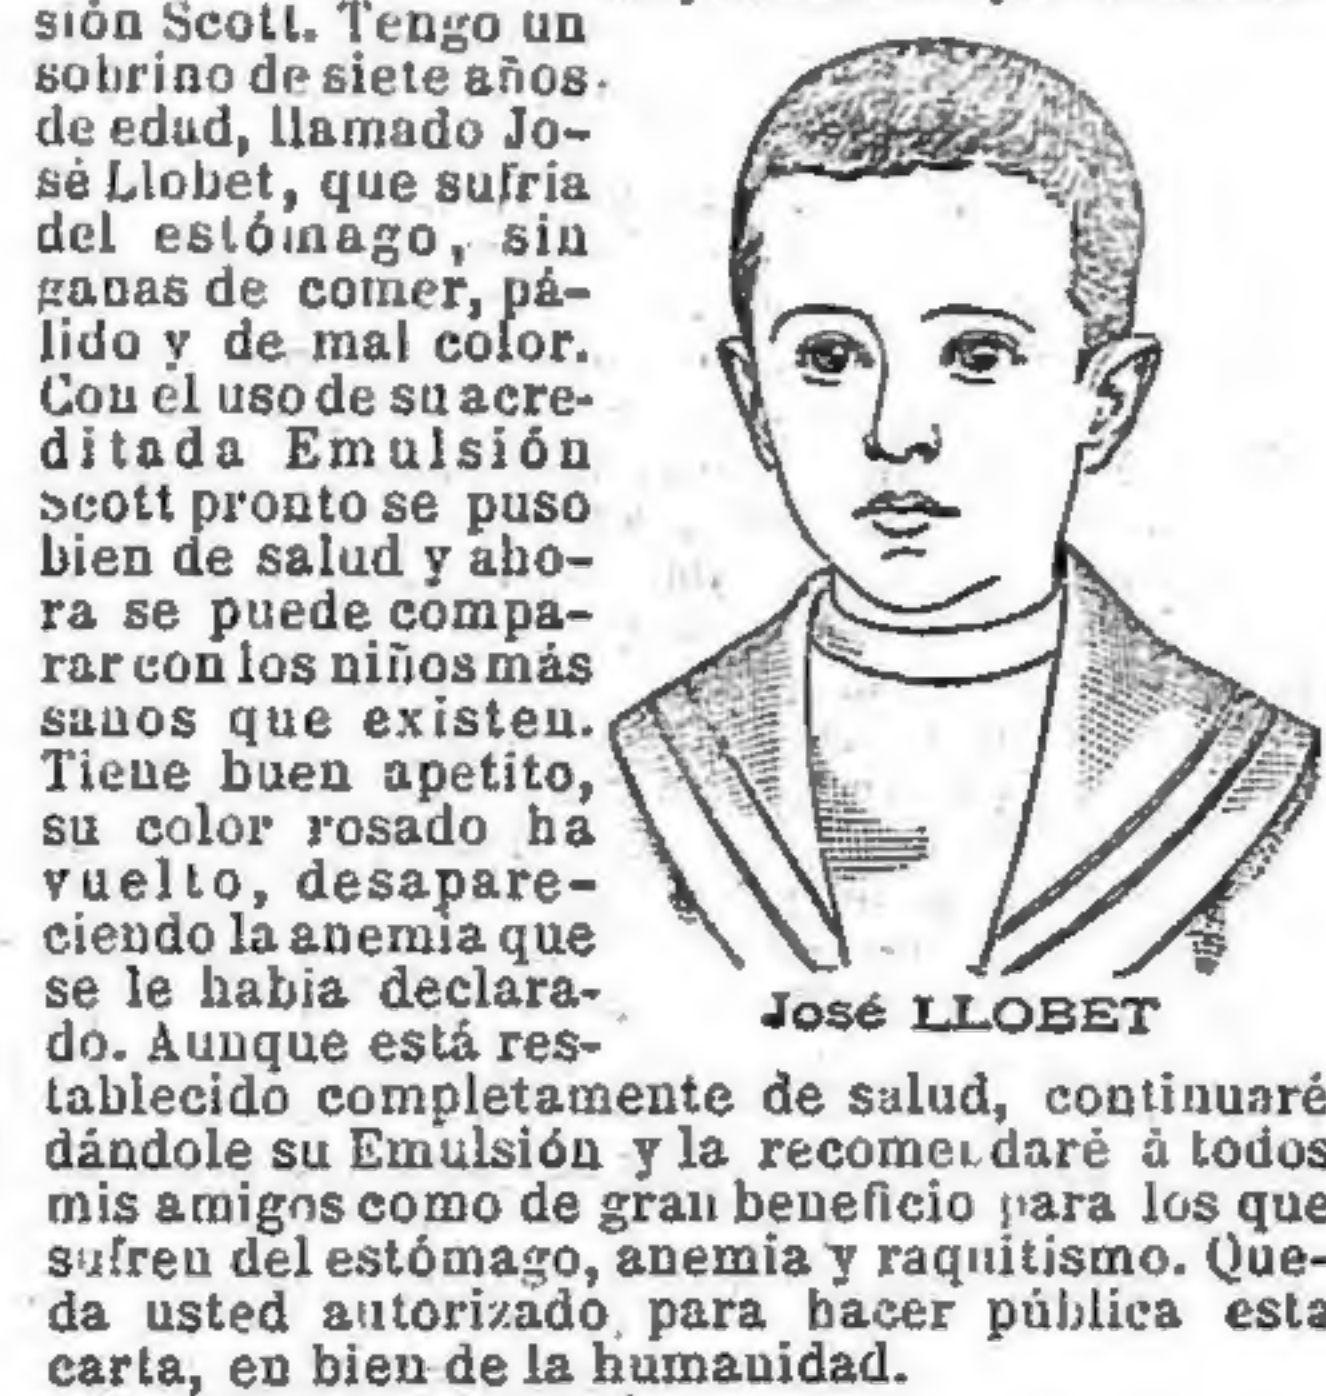 sión Scott. Tengo un
sobrino de siete años
de edad, llamado Jo-
sé Llobet, que sufría
del estómago, sin
ganas de comer, pá-
lido y de mal color.
Con el uso de su acre-
ditada Emulsión
Scott pronto se puso
bien de salud y aho-
ra se puede compa-
rar con los niños más
sanos que existen.
Tiene buen apetito,
su color rosado ha
vuelto, desapare-
ciendo la anemia que
se le había declara-
do. Aunque está res-
José LLOBET
tablecido completamente de salud, continuaré
dándole su Emulsión y la recomendaré á todos
mis amigos como de gran beneficio para los que
sufren del estómago, anemia y raquitismo. Que-
da usted autorizado para hacer pública esta
carta, en bien de la humanidad.